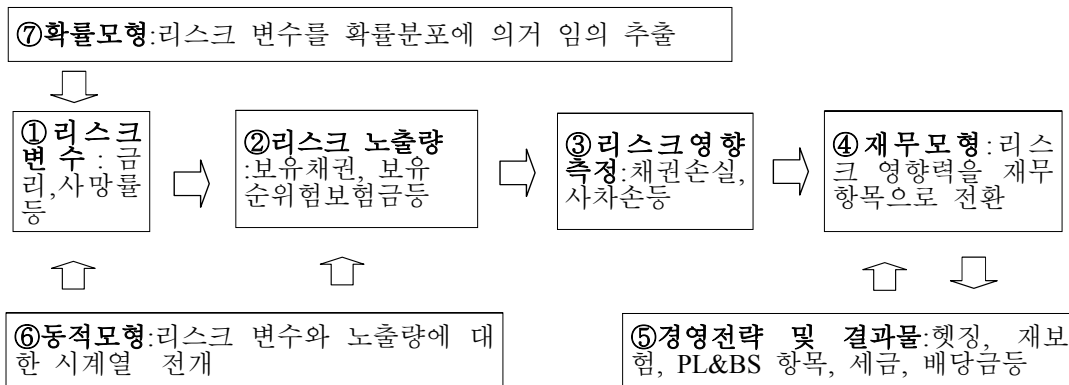 ⑦확률모형:리스크 변수를 확률분포에 의거 임의 추출
①리스크
변수:금
리,사망률
등
②리스크 노출량
:보유채권, 보유
순위험보험금등
③리스크영향
측정:채권손실,
사차손등
④재무모형:리스
크 영향력을 재무
항목으로 전환
⑥동적모형:리스크 변수와 노출량에 대
한 시계열 전개
⑤경영전략 및 결과물:헷징, 재보
험, PL&BS 항목, 세금, 배당금등